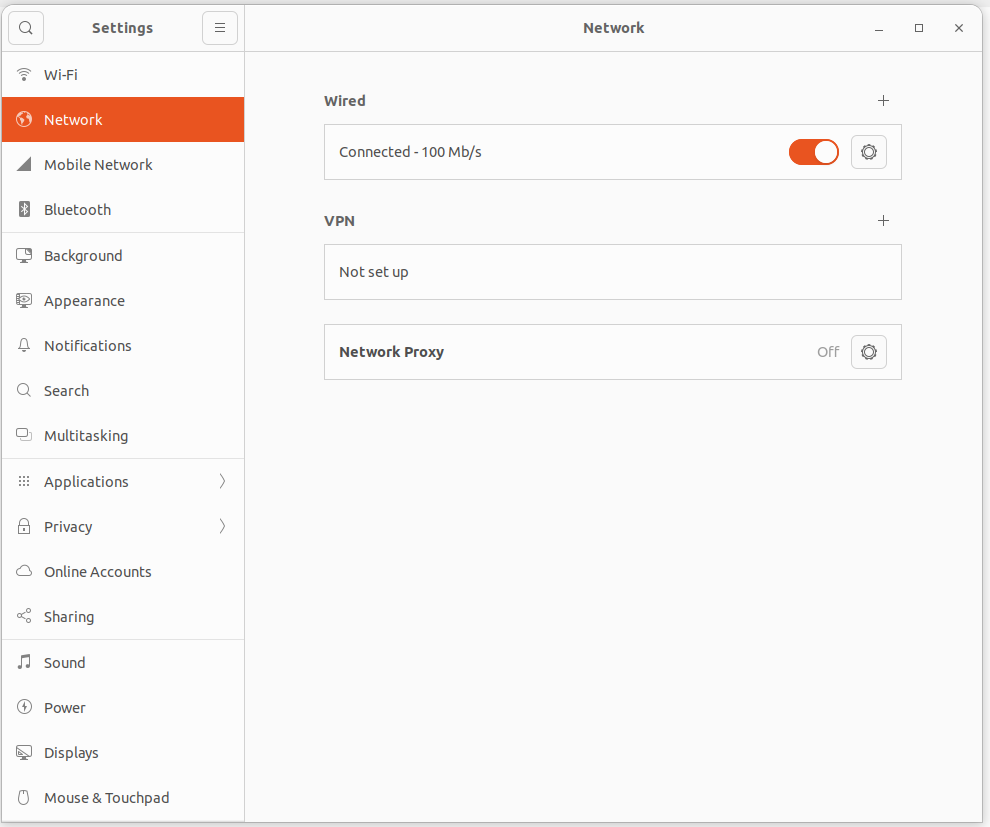 Settings
Network
Wi-Fi
Network
Mobile Network
Bluetooth
Background
Appearance
Notifications
Search
Multitasking
Applications
Privacy
Online Accounts
Sharing
Sound
Power
Displays
Mouse & Touchpad
Wired
Connected - 100 Mb/s
VPN
Not set up
Network Proxy Off